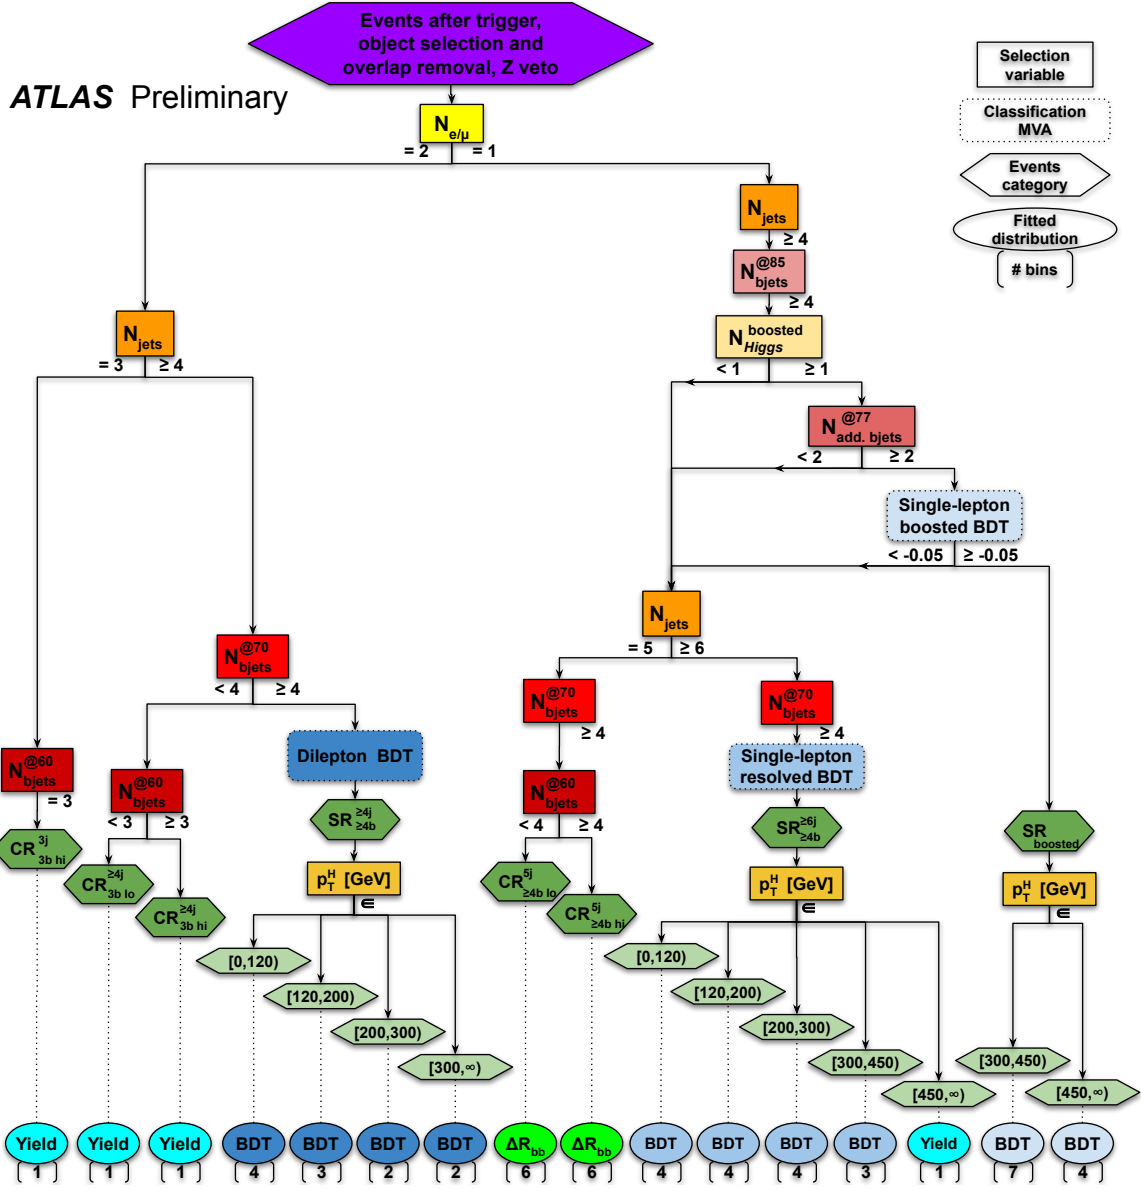 Events after trigger,
object selection and
overlap removal, Z veto
ATLAS Preliminary
Selection
variable
Classification
MVA
Events
category
Fitted
distribution
# bins
N e/μ
= 2 = 1
N jets
≥ 4
N @85 bjets
≥ 4
N boosted Higgs
< 1 ≥ 1
N jets
= 3 ≥ 4
N @77 add. bjets
< 2 ≥ 2
Single-lepton
boosted BDT
< -0.05 ≥ -0.05
N jets
= 5 ≥ 6
N @70 bjets
< 4 ≥ 4
N @70 bjets
≥ 4
N @70 bjets
≥ 4
Dilepton BDT
Single-lepton
resolved BDT
N @60 bjets
= 3
N @60 bjets
< 3 ≥ 3
N @60 bjets
< 4 ≥ 4
SR ≥4j ≥4b
SR ≥6j ≥4b
SR boosted
CR 3j 3b hi
CR ≥4j 3b lo
CR ≥4j 3b hi
CR 5j ≥4b lo
CR 5j ≥4b hi
p H T [GeV]
∈
p H T [GeV]
∈
p H T [GeV]
∈
[0,120)
[120,200)
[200,300)
[300,∞)
[0,120)
[120,200)
[200,300)
[300,450)
[450,∞)
[300,450)
[450,∞)
Yield Yield Yield BDT BDT BDT BDT ΔR bb ΔR bb BDT BDT BDT BDT Yield BDT BDT
1 1 1 4 3 2 2 6 6 4 4 4 3 1 7 4